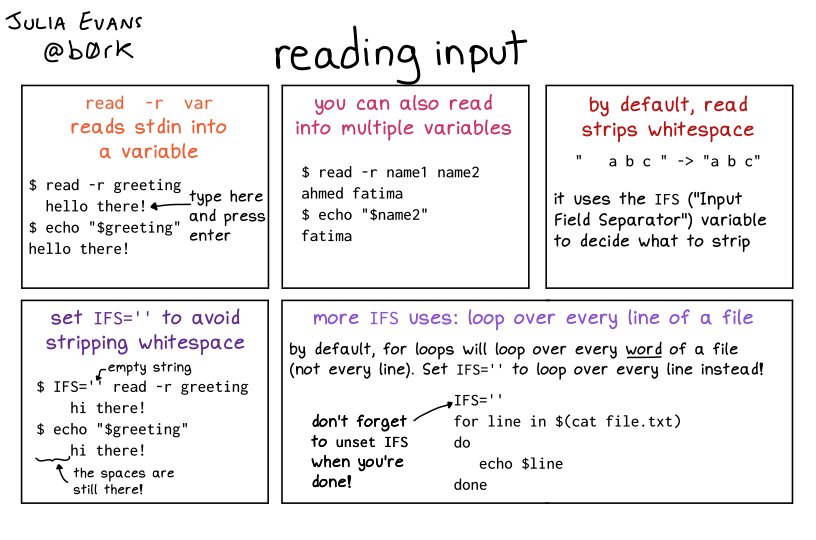 JULIA EVANS
@b0rk
reading input
read -r var
reads stdin into
a variable
$ read -r greeting
hello there!
$ echo "$greeting"
hello there!
type here
and press
enter
you can also read
into multiple variables
$ read -r name1 name2
ahmed fatima
$ echo "$name2"
fatima
by default, read
strips whitespace
"   a b c " -> "a b c"
it uses the IFS ("Input
Field Separator") variable
to decide what to strip
set IFS='' to avoid
stripping whitespace
empty string
$ IFS='' read -r greeting
    hi there!
$ echo "$greeting"
    hi there!
the spaces are
still there!
more IFS uses: loop over every line of a file
by default, for loops will loop over every word of a file
(not every line). Set IFS='' to loop over every line instead!
don't forget
to unset IFS
when you're
done!
IFS=''
for line in $(cat file.txt)
do
   echo $line
done